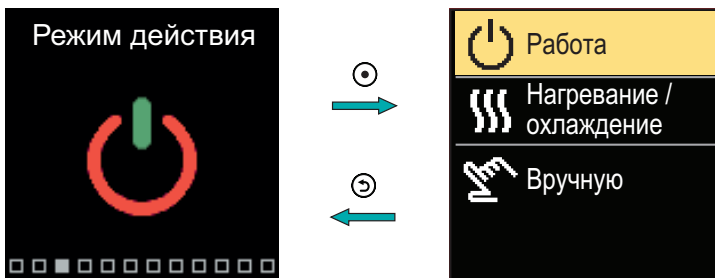 Режим действия
Работа
Нагревание /
охлаждение
Вручную